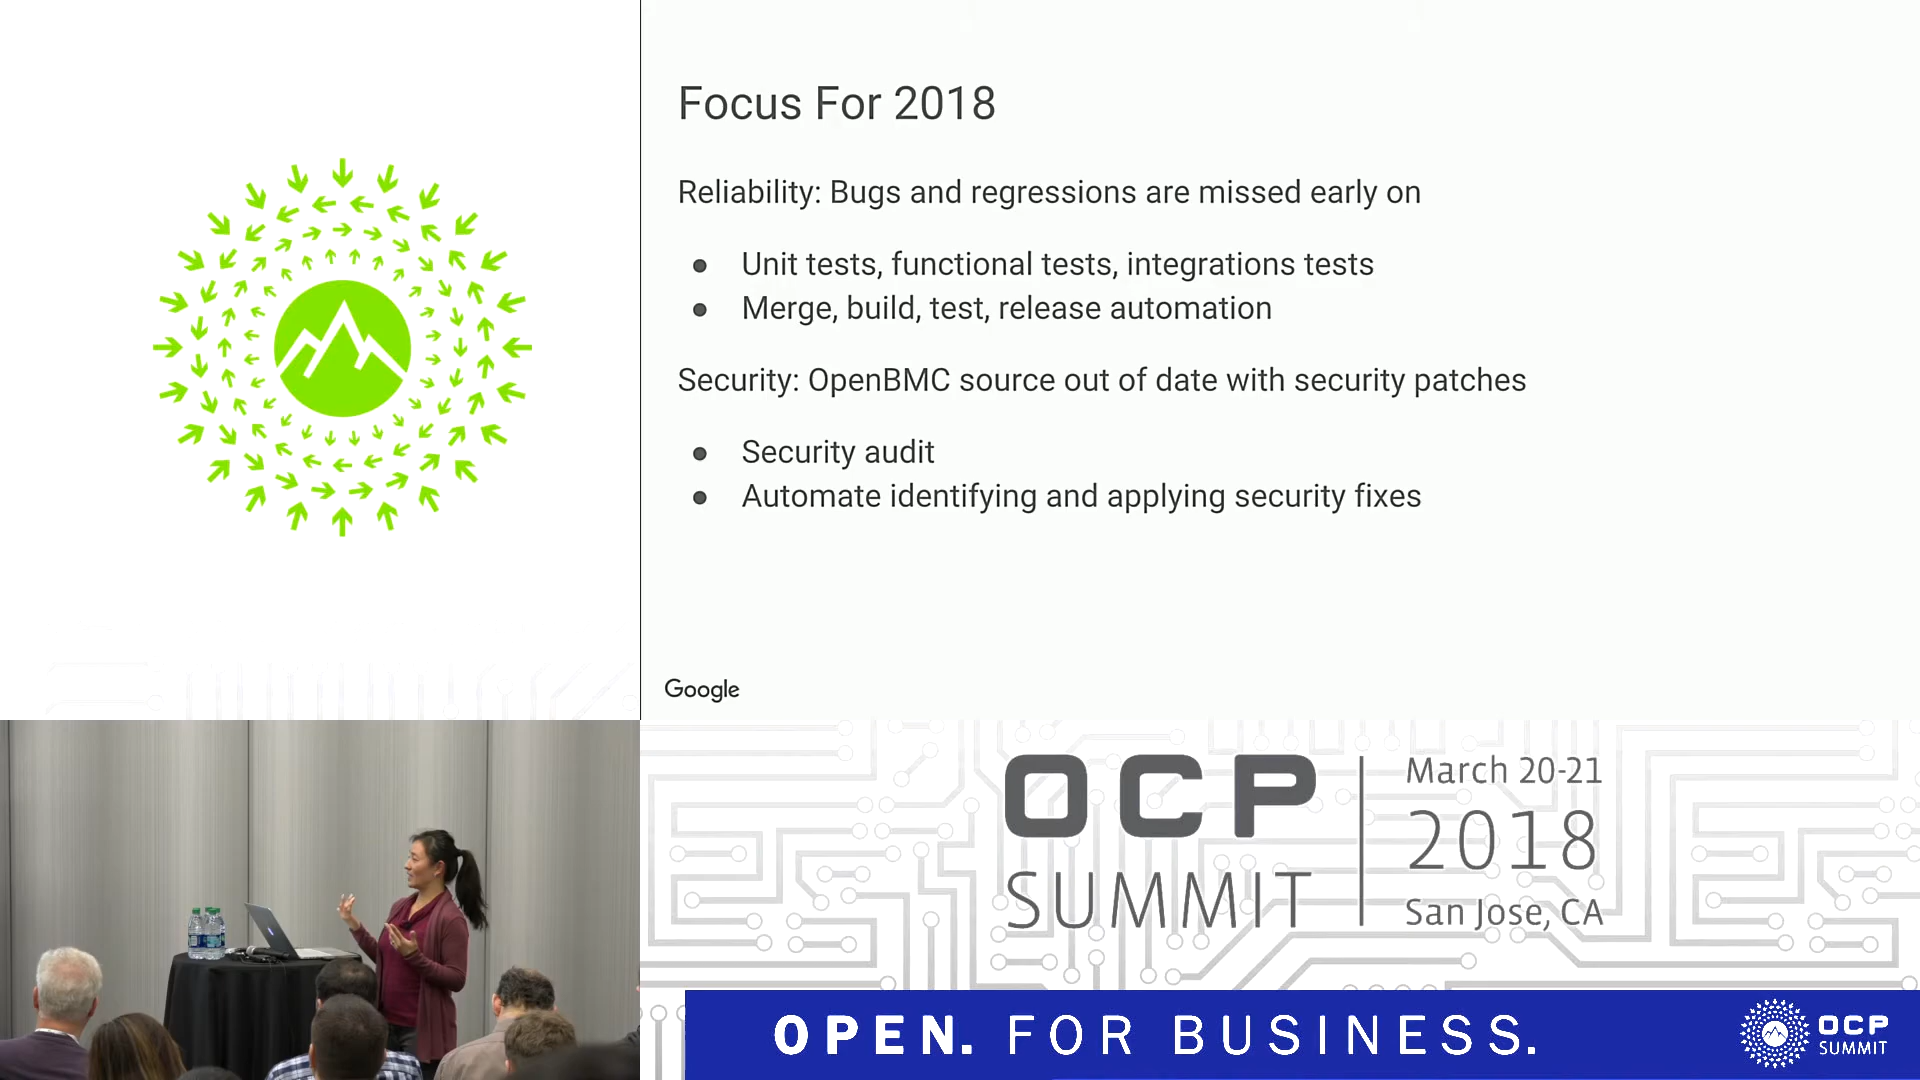 Focus For 2018
Reliability: Bugs and regressions are missed early on
● Unit tests, functional tests, integrations tests
● Merge, build, test, release automation
Security: OpenBMC source out of date with security patches
● Security audit
● Automate identifying and applying security fixes
Google
OCP
SUMMIT
March 20-21
2018
San Jose, CA
OPEN. FOR BUSINESS.
OCP
SUMMIT